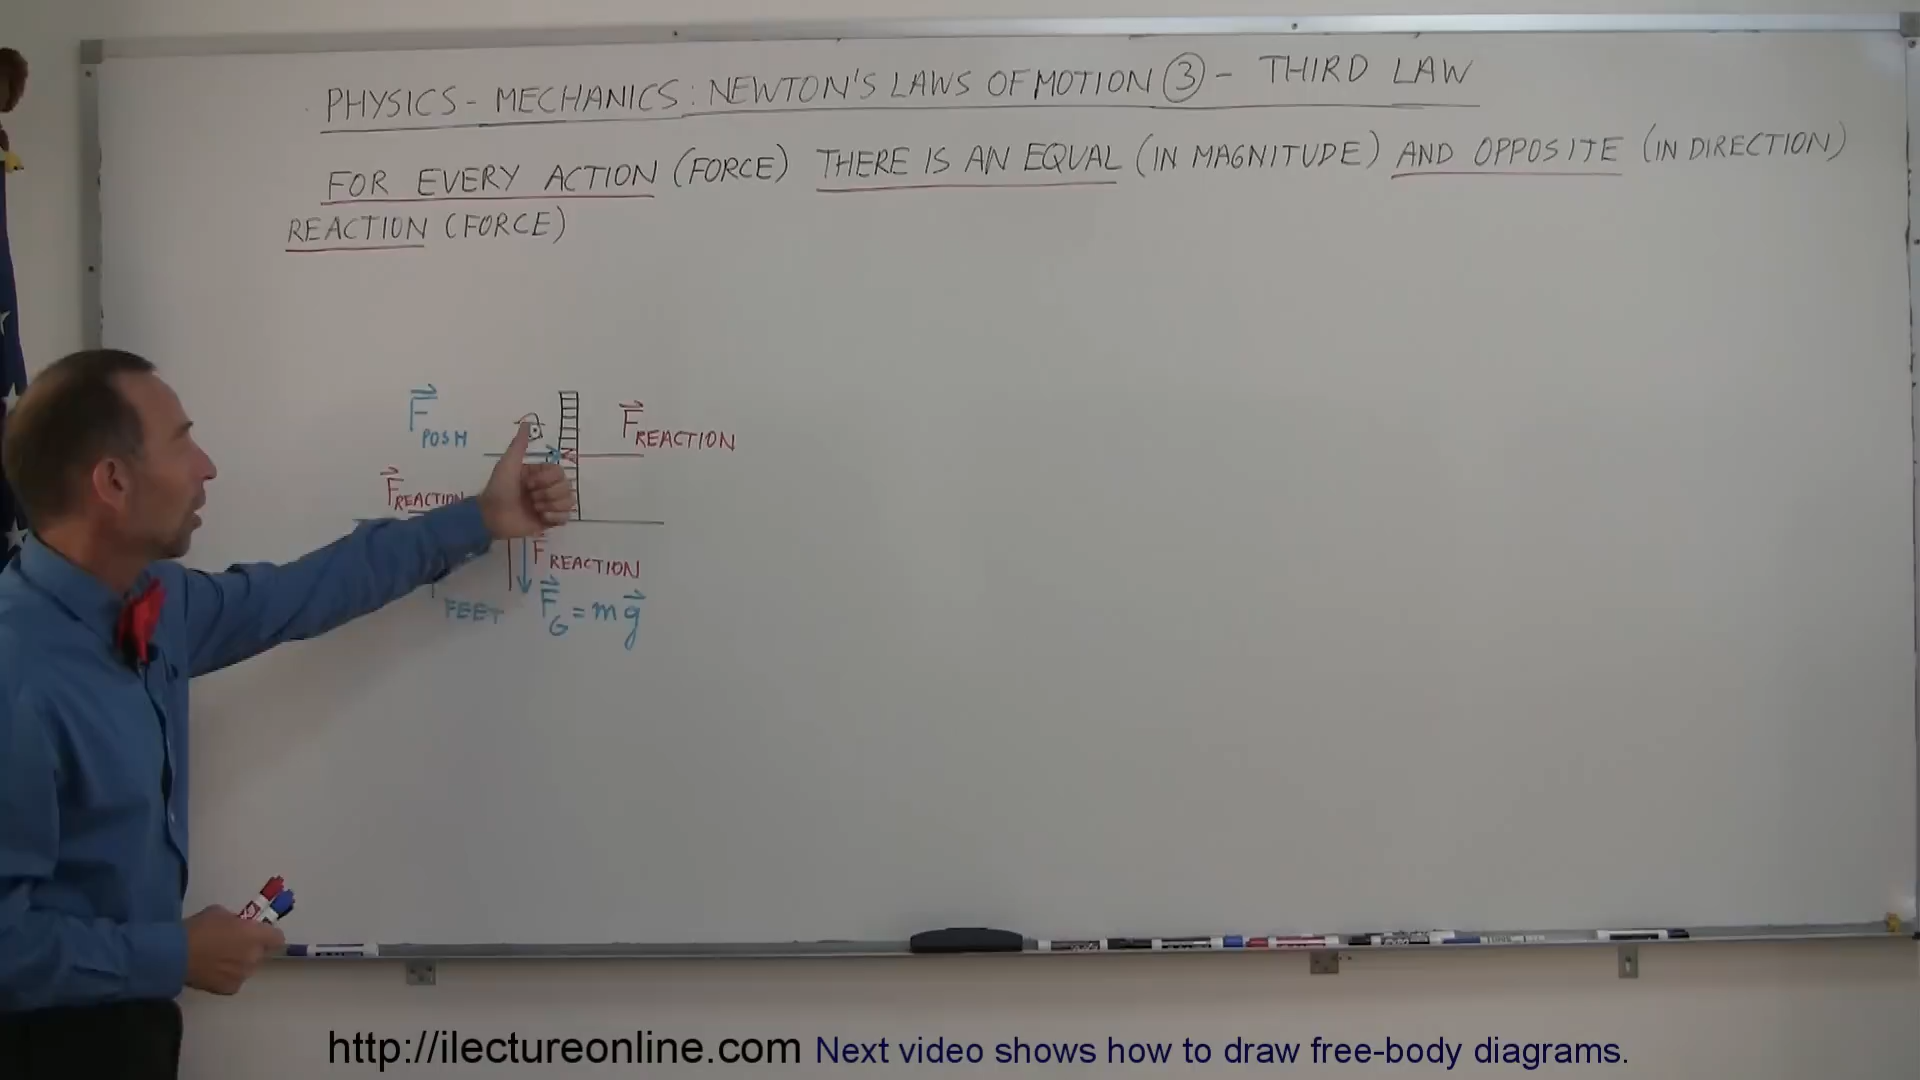 PHYSICS - MECHANICS: NEWTON'S LAWS OF MOTION ③ - THIRD LAW
FOR EVERY ACTION (FORCE) THERE IS AN EQUAL (IN MAGNITUDE) AND OPPOSITE (IN DIRECTION)
REACTION (FORCE)
F PUSH
F REACTION
F REACTION
F REACTION
FEET
F G = mg
http://ilectureonline.com Next video shows how to draw free-body diagrams.